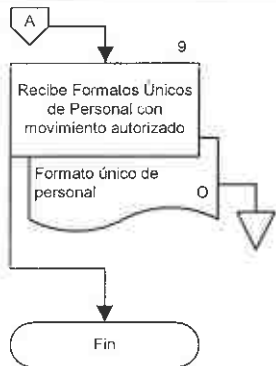 A
9
Recibe Formatos Únicos
de Personal con
movimiento autorizado
Formato único de
personal
O
Fin